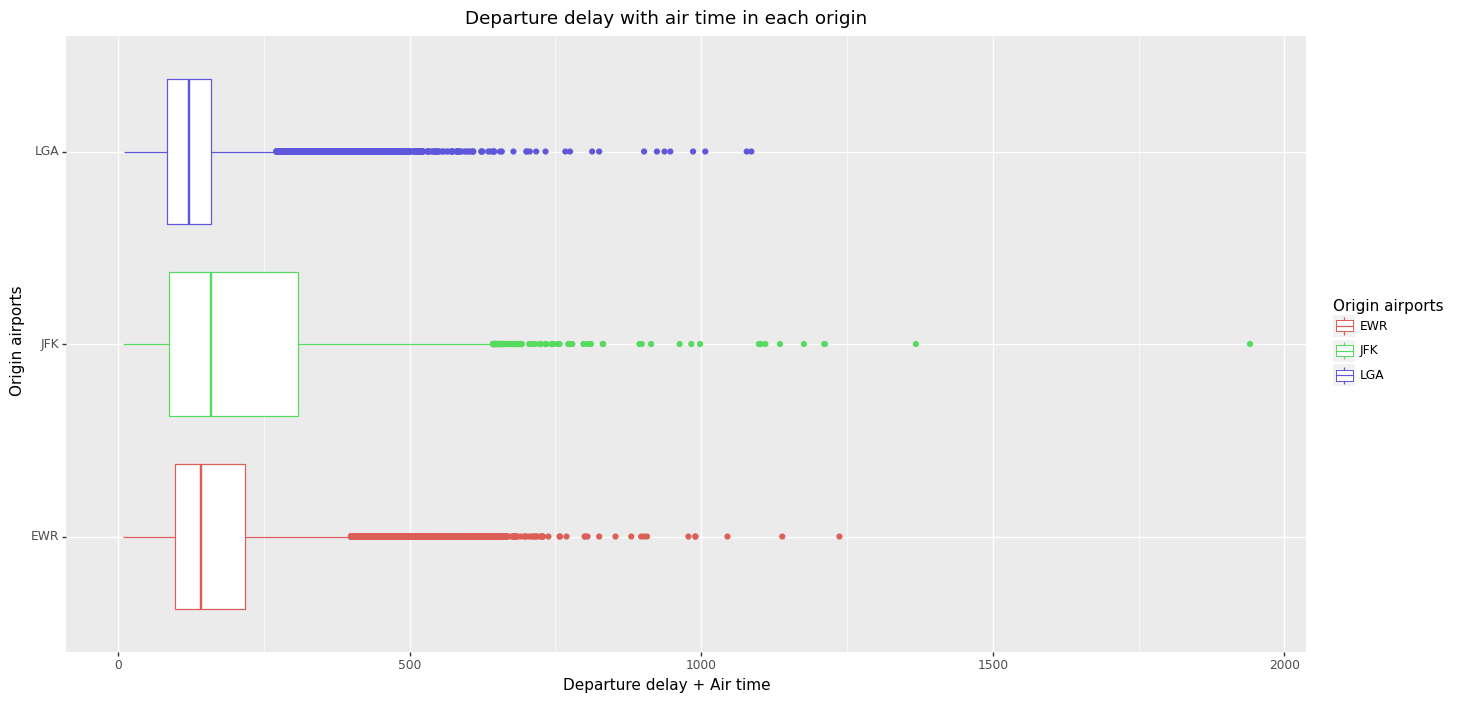 Departure delay with air time in each origin
Origin airports
LGA
JFK
EWR
0
500
1000
1500
2000
Departure delay + Air time
Origin airports
EWR
JFK
LGA